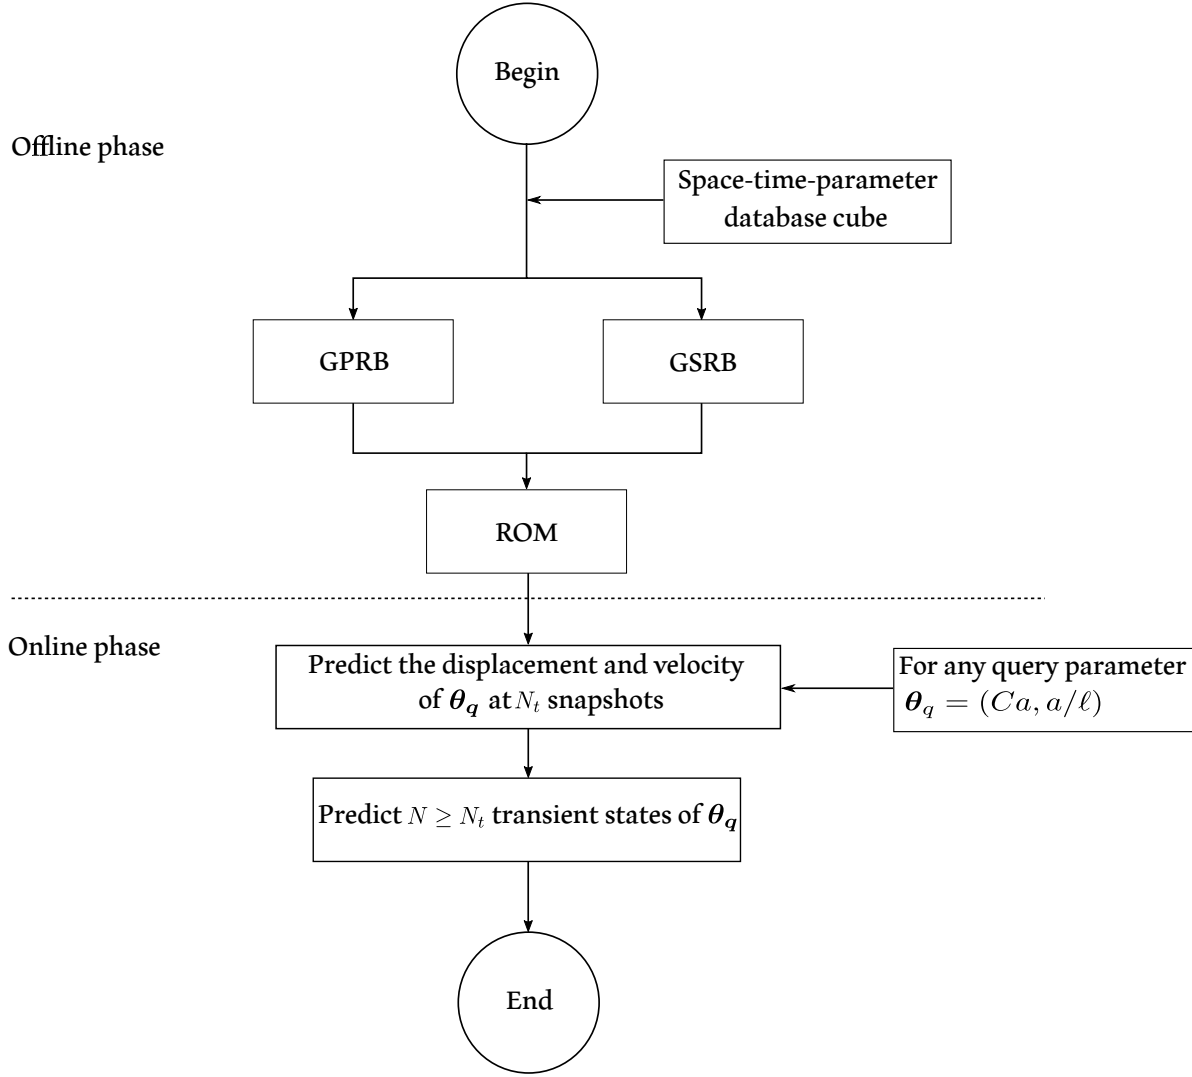 Begin
Offline phase
Space-time-parameter
database cube
GPRB
GSRB
ROM
Online phase
Predict the displacement and velocity
of θ_q at N_t snapshots
For any query parameter
θ_q = (Ca, a/ℓ)
Predict N ≥ N_t transient states of θ_q
End